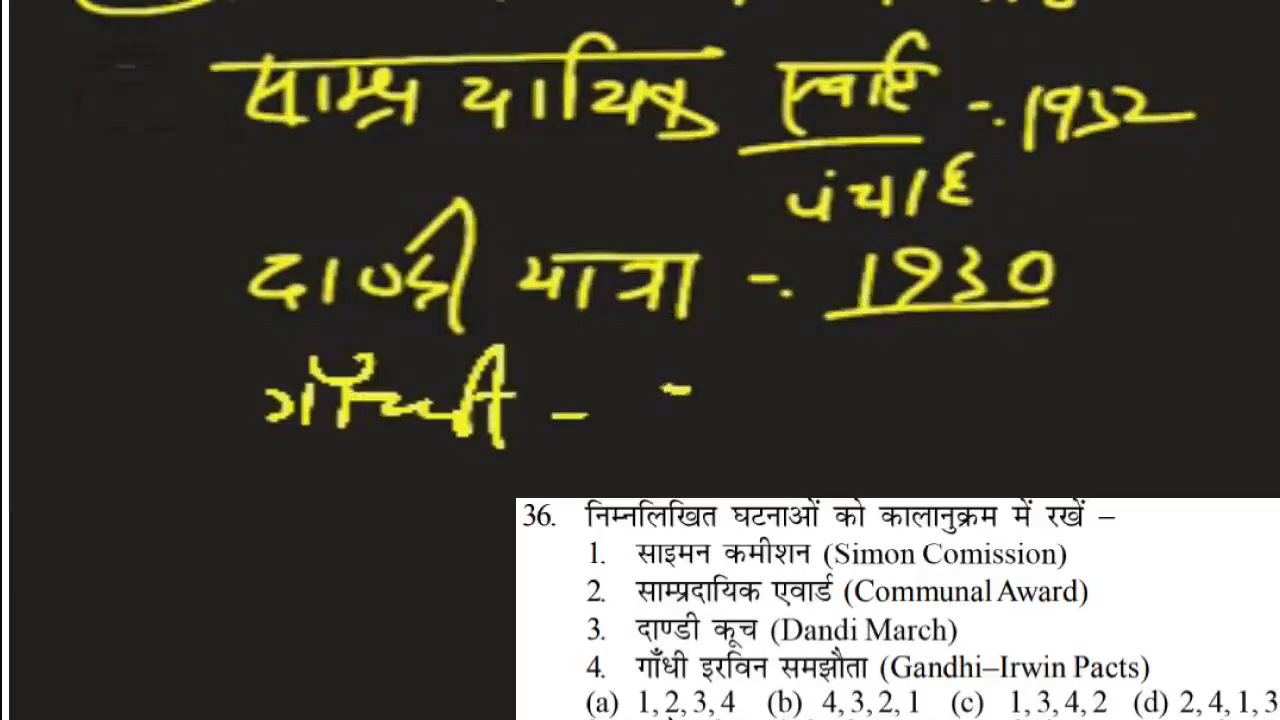 साम्प्रदायिक - 1932
पंचाट
दाण्डी यात्रा - 1930
गाँधी -
36. निम्नलिखित घटनाओं को कालानुक्रम में रखें –
1. साइमन कमीशन (Simon Comission)
2. साम्प्रदायिक एवार्ड (Communal Award)
3. दाण्डी कूच (Dandi March)
4. गाँधी इरविन समझौता (Gandhi–Irwin Pacts)
(a) 1,2,3,4 (b) 4,3,2,1 (c) 1,3,4,2 (d) 2,4,1,3